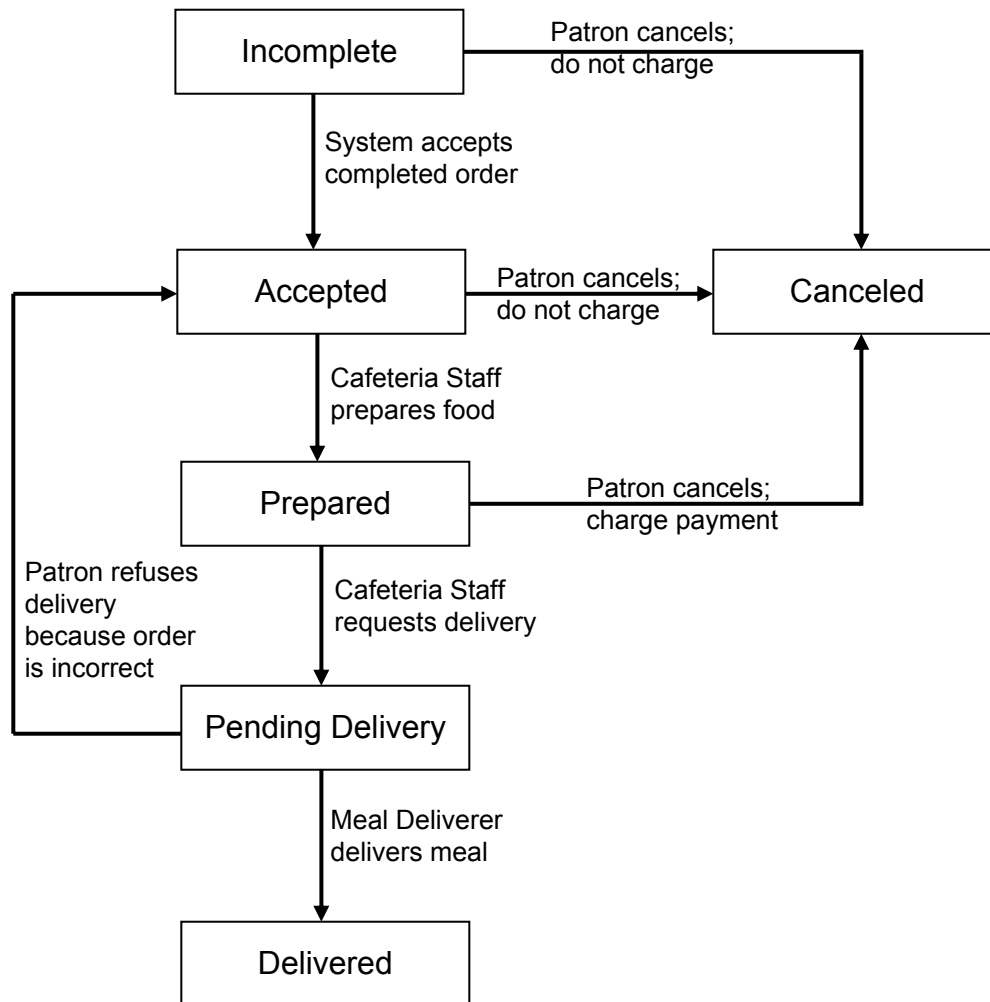 Incomplete
Patron cancels;
do not charge
System accepts
completed order
Accepted
Patron cancels;
do not charge
Canceled
Cafeteria Staff
prepares food
Prepared
Patron cancels;
charge payment
Patron refuses
delivery
because order
is incorrect
Cafeteria Staff
requests delivery
Pending Delivery
Meal Deliverer
delivers meal
Delivered